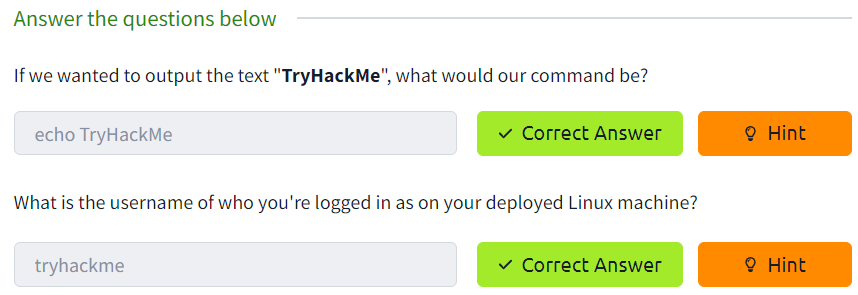 Answer the questions below
If we wanted to output the text "TryHackMe", what would our command be?
echo TryHackMe
Correct Answer
Hint
What is the username of who you're logged in as on your deployed Linux machine?
tryhackme
Correct Answer
Hint